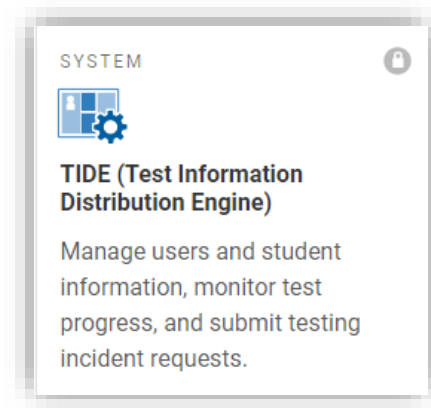 SYSTEM
TIDE (Test Information
Distribution Engine)
Manage users and student
information, monitor test
progress, and submit testing
incident requests.